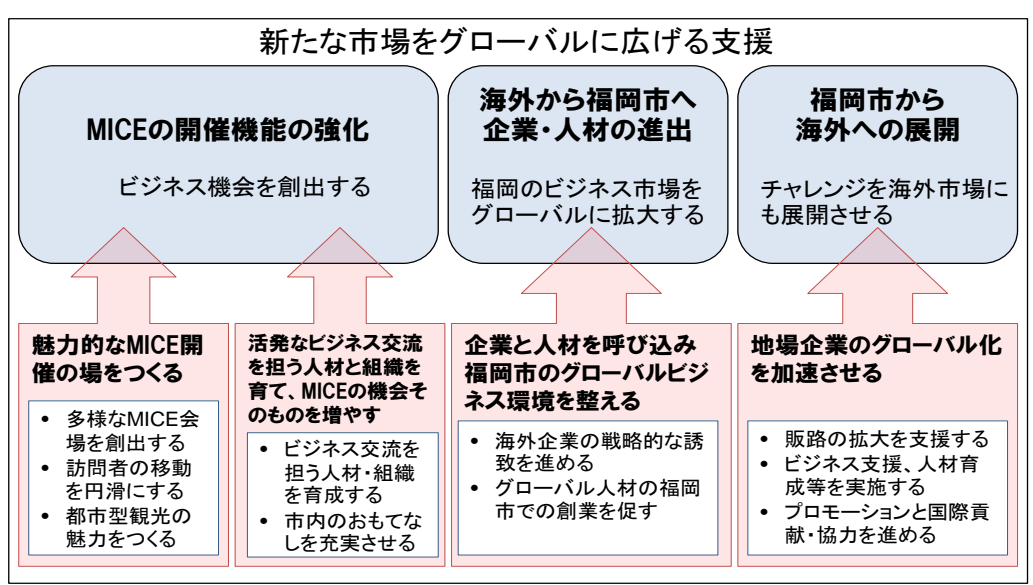 新たな市場をグローバルに広げる支援
MICEの開催機能の強化
ビジネス機会を創出する
海外から福岡市へ
企業・人材の進出
福岡のビジネス市場を
グローバルに拡大する
福岡市から
海外への展開
チャレンジを海外市場に
も展開させる
魅力的なMICE開
催の場をつくる
• 多様なMICE会
場を創出する
• 訪問者の移動
を円滑にする
• 都市型観光の
魅力をつくる
活発なビジネス交流
を担う人材と組織を
育て、MICEの機会そ
のものを増やす
• ビジネス交流を
担う人材・組織
を育成する
• 市内のおもてな
しを充実させる
企業と人材を呼び込み
福岡市のグローバルビジ
ネス環境を整える
• 海外企業の戦略的な誘
致を進める
• グローバル人材の福岡
市での創業を促す
地場企業のグローバル化
を加速させる
• 販路の拡大を支援する
• ビジネス支援、人材育
成等を実施する
• プロモーションと国際貢
献・協力を進める